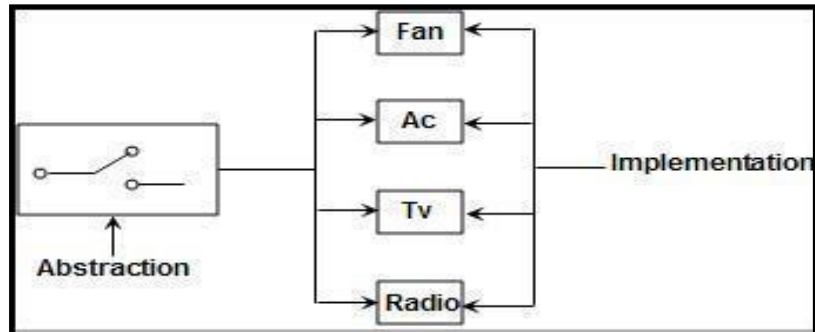 Fan
Ac
Implementation
Tv
Abstraction
Radio